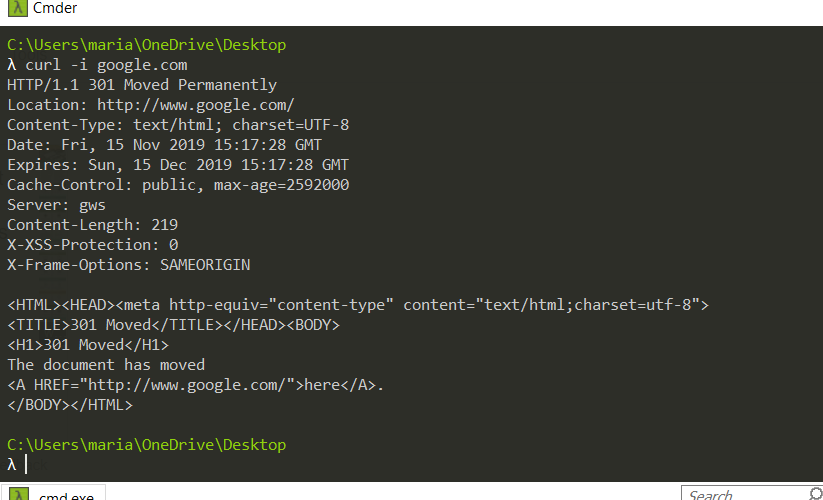 Cmder
C:\Users\maria\OneDrive\Desktop
λ curl -i google.com
HTTP/1.1 301 Moved Permanently
Location: http://www.google.com/
Content-Type: text/html; charset=UTF-8
Date: Fri, 15 Nov 2019 15:17:28 GMT
Expires: Sun, 15 Dec 2019 15:17:28 GMT
Cache-Control: public, max-age=2592000
Server: gws
Content-Length: 219
X-XSS-Protection: 0
X-Frame-Options: SAMEORIGIN
<HTML><HEAD><meta http-equiv="content-type" content="text/html;charset=utf-8">
<TITLE>301 Moved</TITLE></HEAD><BODY>
<H1>301 Moved</H1>
The document has moved
<A HREF="http://www.google.com/">here</A>.
</BODY></HTML>
C:\Users\maria\OneDrive\Desktop
λ
cmd.exe Search